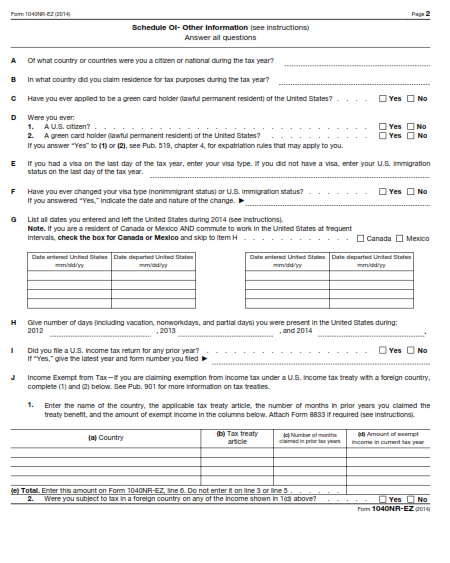 Form 1040NR-EZ (2014) Page 2
Schedule OI- Other Information (see instructions)
Answer all questions
A Of what country or countries were you a citizen or national during the tax year?
B In what country did you claim residence for tax purposes during the tax year?
C Have you ever applied to be a green card holder (lawful permanent resident) of the United States? . . . . Yes No
D Were you ever:
1. A U.S. citizen? . . . . . . . . . . . . . . . . . . . . . . . . . Yes No
2. A green card holder (lawful permanent resident) of the United States? . . . . . . . . . Yes No
If you answer “Yes” to (1) or (2), see Pub. 519, chapter 4, for expatriation rules that may apply to you.
E If you had a visa on the last day of the tax year, enter your visa type. If you did not have a visa, enter your U.S. immigration
status on the last day of the tax year.
F Have you ever changed your visa type (nonimmigrant status) or U.S. immigration status? . . . . . . . Yes No
If you answered “Yes,” indicate the date and nature of the change. ▶
G List all dates you entered and left the United States during 2014 (see instructions).
Note. If you are a resident of Canada or Mexico AND commute to work in the United States at frequent
intervals, check the box for Canada or Mexico and skip to item H . . . . . . . . . . . Canada Mexico
Date entered United States Date departed United States Date entered United States Date departed United States
mm/dd/yy mm/dd/yy mm/dd/yy mm/dd/yy
H Give number of days (including vacation, nonworkdays, and partial days) you were present in the United States during:
2012 , 2013 , and 2014 .
I Did you file a U.S. income tax return for any prior year? . . . . . . . . . . . . . . . Yes No
If “Yes,” give the latest year and form number you filed ▶
J Income Exempt from Tax—If you are claiming exemption from income tax under a U.S. income tax treaty with a foreign country,
complete (1) and (2) below. See Pub. 901 for more information on tax treaties.
1. Enter the name of the country, the applicable tax treaty article, the number of months in prior years you claimed the
treaty benefit, and the amount of exempt income in the columns below. Attach Form 8833 if required (see instructions).
(a) Country (b) Tax treaty article (c) Number of months claimed in prior tax years (d) Amount of exempt income in current tax year
(e) Total. Enter this amount on Form 1040NR-EZ, line 6. Do not enter it on line 3 or line 5 . . . . . .
2. Were you subject to tax in a foreign country on any of the income shown in 1(d) above? . . . . . Yes No
Form 1040NR-EZ (2014)